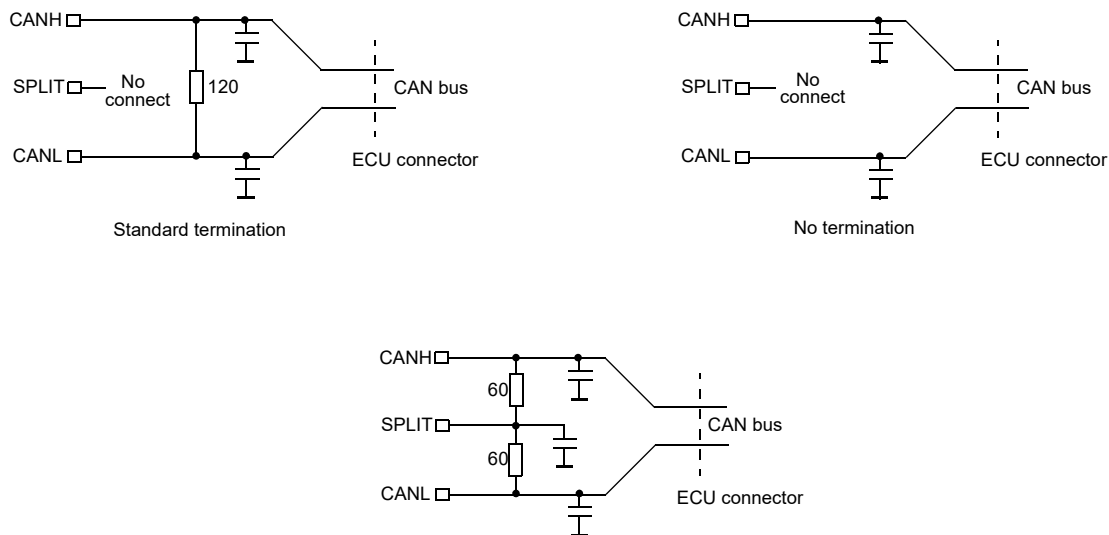 CANH
SPLIT
No
connect
120
CANL
CAN bus
ECU connector
Standard termination
CANH
SPLIT
No
connect
CANL
CAN bus
ECU connector
No termination
CANH
60
SPLIT
60
CANL
CAN bus
ECU connector